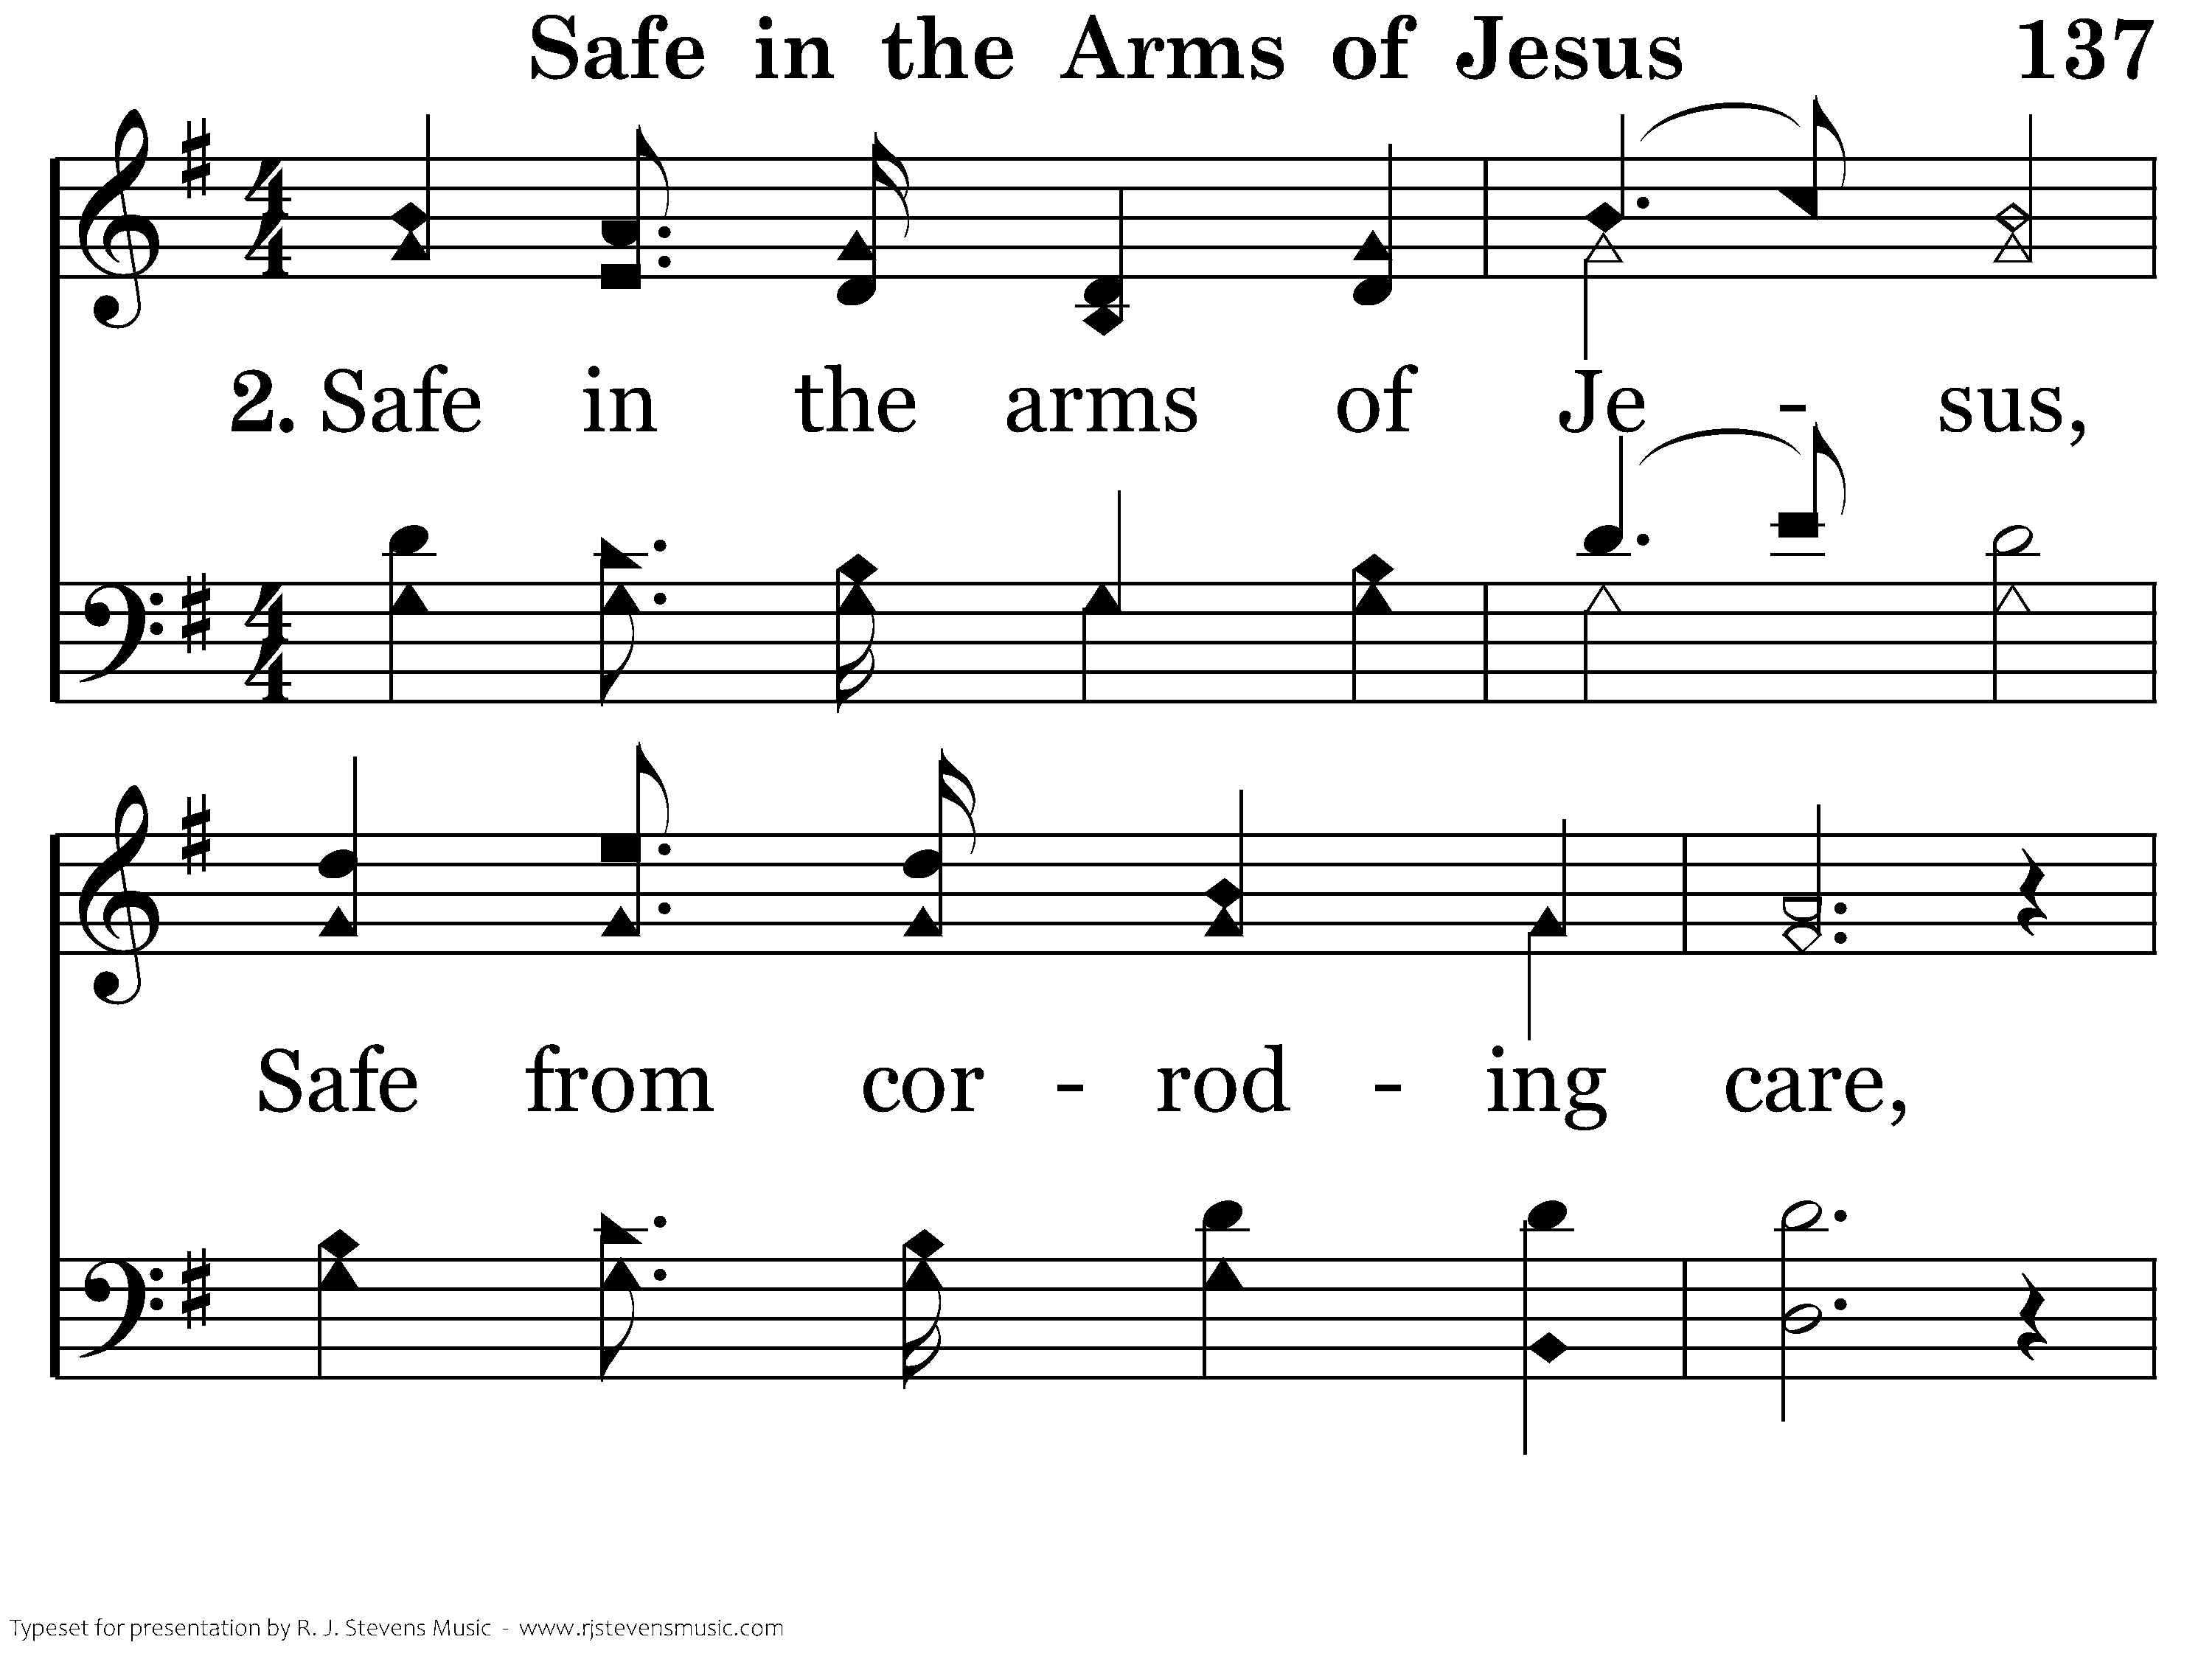 Safe in the Arms of Jesus 137
2. Safe in the arms of Je - sus,
Safe from cor - rod - ing care,
Typeset for presentation by R. J. Stevens Music - www.rjstevensmusic.com